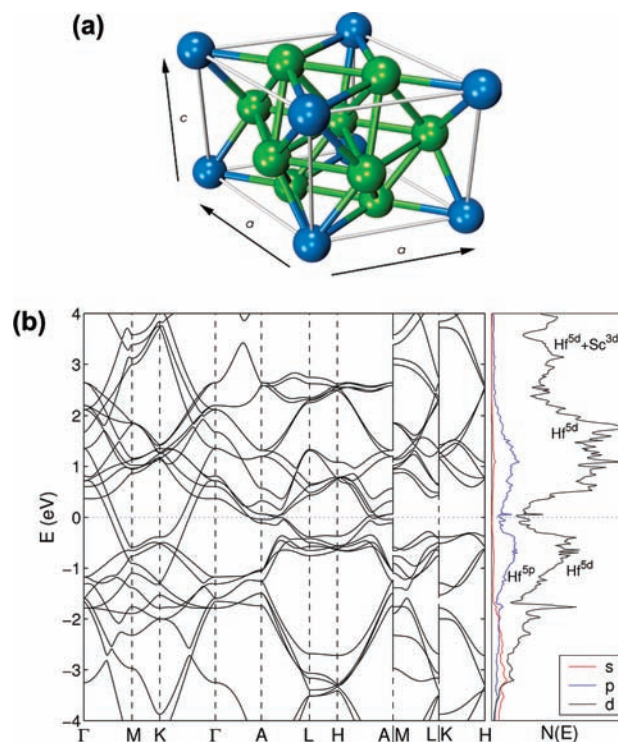 (a)
c
a
a
(b)
4
3
2
1
0
-1
-2
-3
-4
E (eV)
Γ M K Γ A L H A M L K H
Hf5d+Sc3d
Hf5d
Hf5p
Hf5d
s
p
d
N(E)